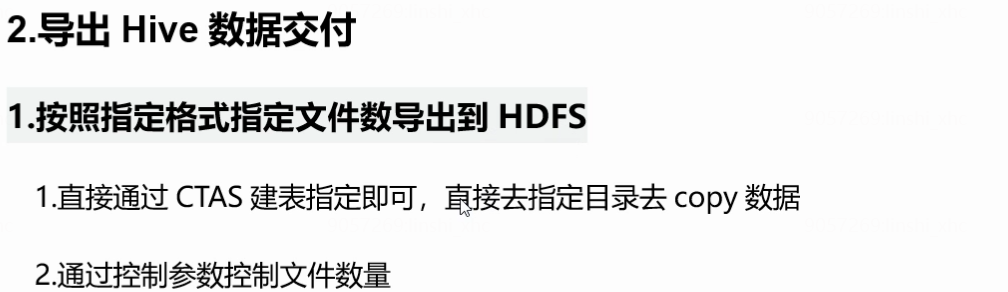 2.导出 Hive 数据交付
1.按照指定格式指定文件数导出到 HDFS
1.直接通过 CTAS 建表指定即可，直接去指定目录去 copy 数据
2.通过控制参数控制文件数量